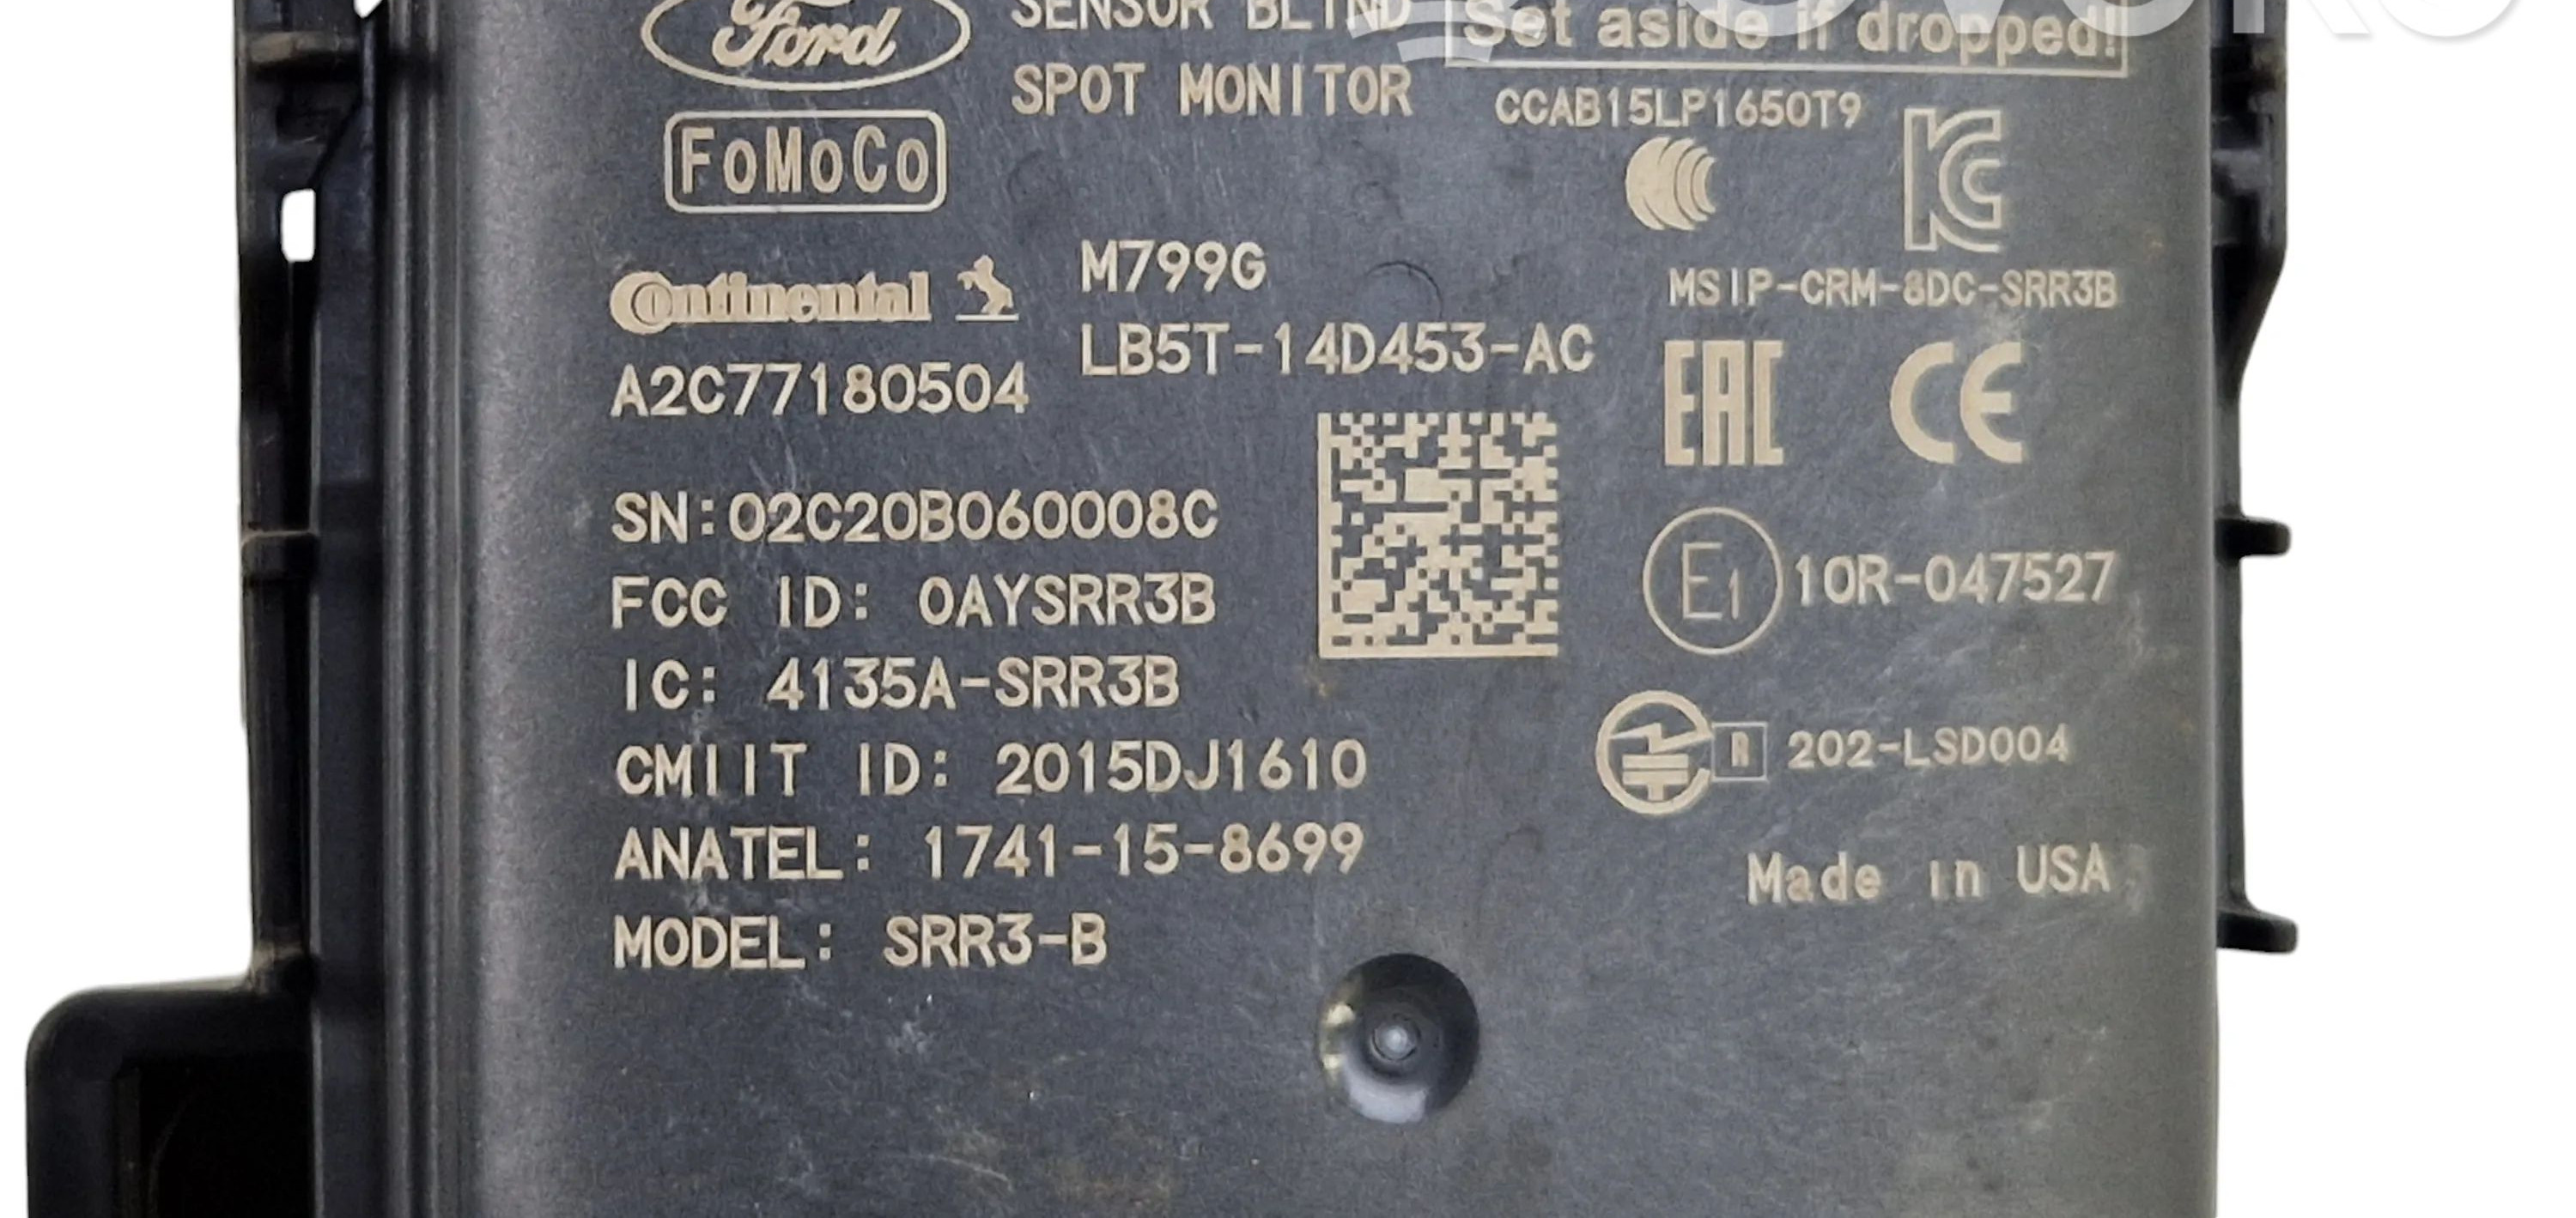 Ford
SENSOR BLIND
SPOT MONITOR
Set aside if dropped!
FoMoCo
CCAB15LP1650T9
Continental
A2C77180504
M799G
LB5T-14D453-AC
MSIP-CRM-8DC-SRR3B
EAC
CE
SN:02C20B060008C
FCC ID: OAYSRR3B
IC: 4135A-SRR3B
CMIIT ID: 2015DJ1610
ANATEL: 1741-15-8699
MODEL: SRR3-B
E1 10R-047527
R 202-LSD004
Made in USA